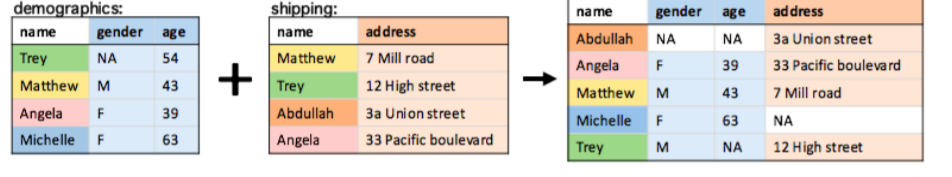 demographics:
name gender age
Trey NA 54
Matthew M 43
Angela F 39
Michelle F 63
+
shipping:
name address
Matthew 7 Mill road
Trey 12 High street
Abdullah 3a Union street
Angela 33 Pacific boulevard
name gender age address
Abdullah NA NA 3a Union street
Angela F 39 33 Pacific boulevard
Matthew M 43 7 Mill road
Michelle F 63 NA
Trey M NA 12 High street